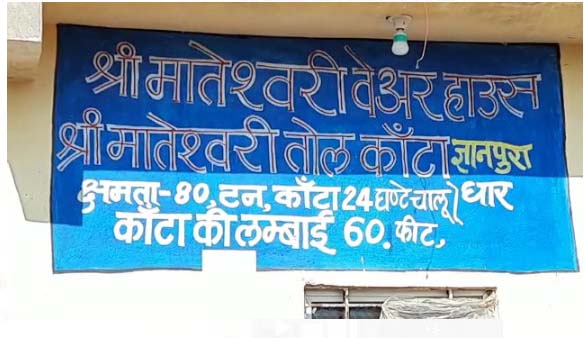 श्री मातेश्वरी वेअर हाउस
श्री मातेश्वरी तोल काँटा ज्ञानपुरा
क्षमता-80, टन, काँटा 24 घण्टे चालू धार
काँटा की लम्बाई 60, फीट,